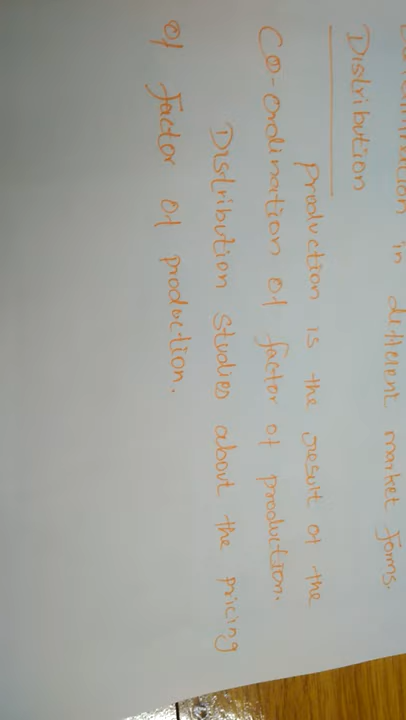 in different market forms.
Distribution
Production is the result of the
Co-ordination of factor of production.
Distribution Studies about the pricing
of factor of production.